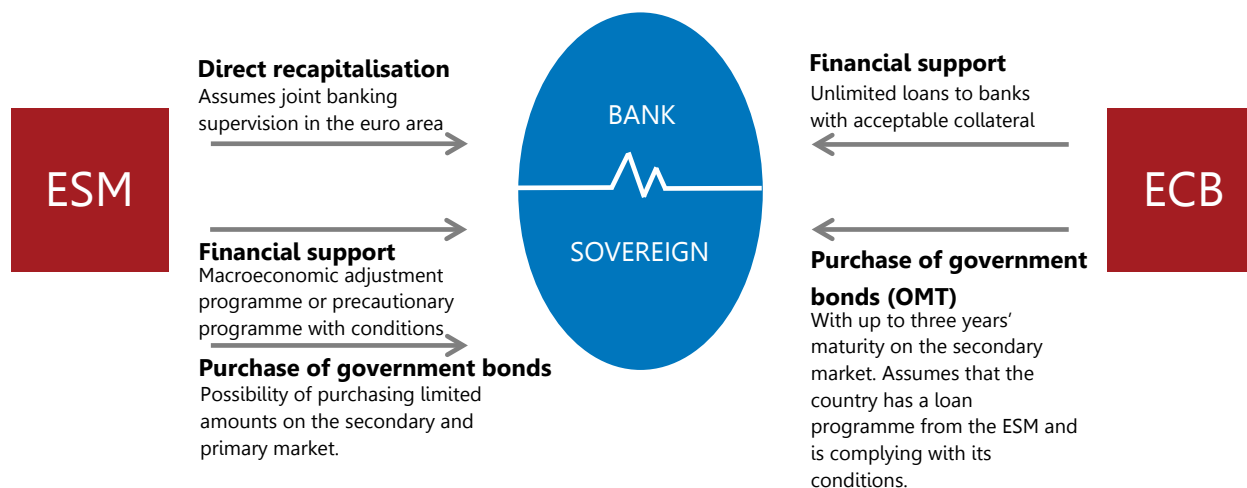 ESM
Direct recapitalisation
Assumes joint banking
supervision in the euro area
Financial support
Macroeconomic adjustment
programme or precautionary
programme with conditions
Purchase of government bonds
Possibility of purchasing limited
amounts on the secondary and
primary market.
BANK
SOVEREIGN
Financial support
Unlimited loans to banks
with acceptable collateral
Purchase of government
bonds (OMT)
With up to three years’
maturity on the secondary
market. Assumes that the
country has a loan
programme from the ESM and
is complying with its
conditions.
ECB